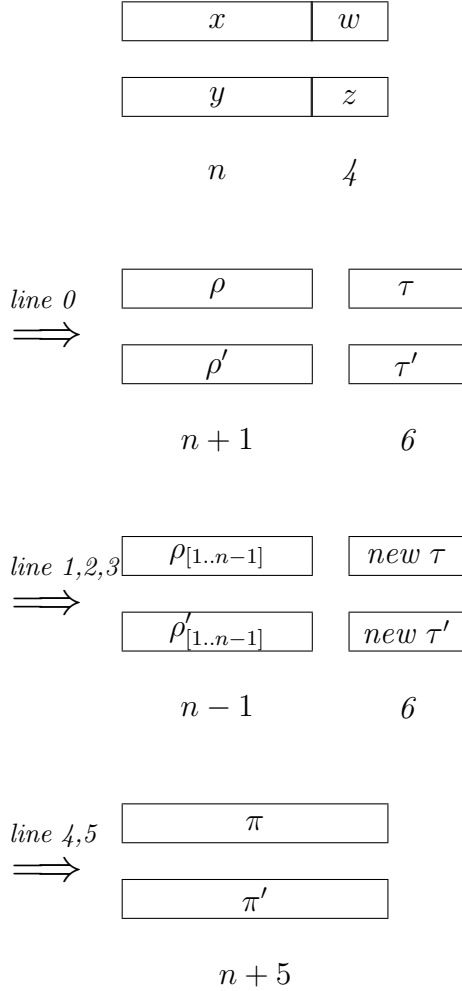 x w
y z
n 4
line 0
⟹
ρ τ
ρ′ τ′
n + 1 6
line 1,2,3
⟹
ρ[1..n−1] new τ
ρ′[1..n−1] new τ′
n − 1 6
line 4,5
⟹
π
π′
n + 5